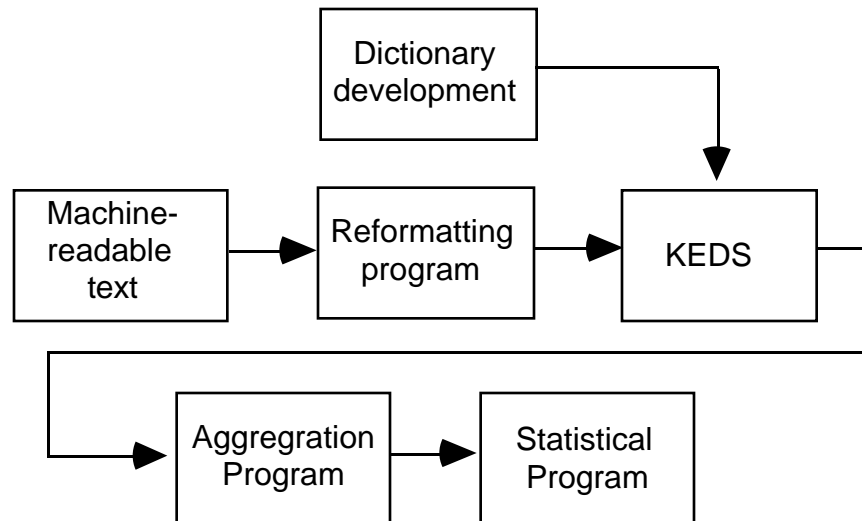 Dictionary
development
Machine-
readable
text
Reformatting
program
KEDS
Aggregration
Program
Statistical
Program